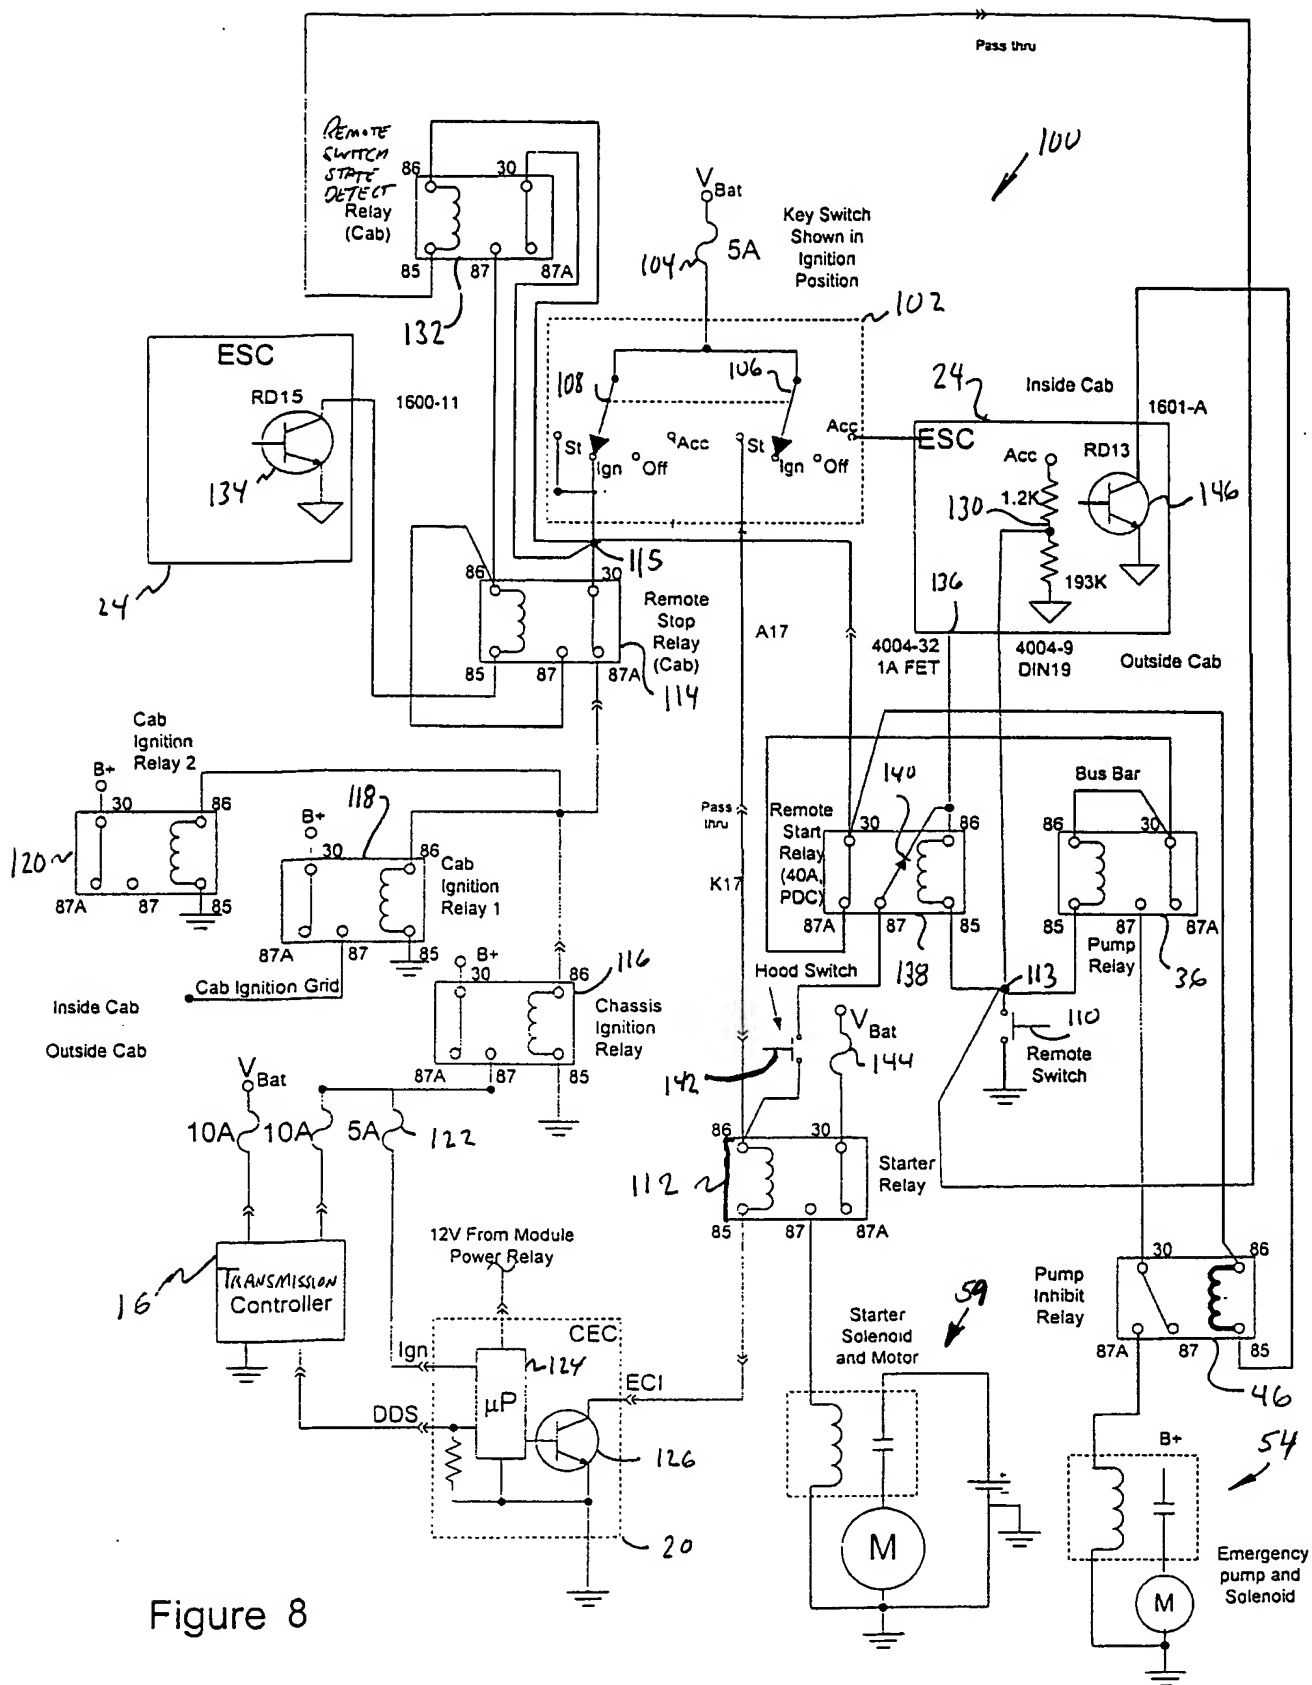 Pass thru
REMOTE
SWITCH
STATE
DETECT
Relay
(Cab)
86
30
85
87
87A
132
100
V Bat
5A
104
Key Switch
Shown in
Ignition
Position
102
108
106
St
Ign
Off
Acc
St
Ign
Off
Acc
ESC
RD15
134
24
1600-11
24
Inside Cab
1601-A
ESC
Acc
RD13
1.2K
130
146
193K
136
4004-32
1A FET
4004-9
DIN19
Outside Cab
115
86
30
85
87
87A
Remote
Stop
Relay
(Cab)
114
A17
Cab
Ignition
Relay 2
B+
30
86
120
87A
87
85
118
B+
30
86
Cab
Ignition
Relay 1
87A
87
85
Cab Ignition Grid
Inside Cab
Outside Cab
B+
30
86
116
Chassis
Ignition
Relay
87A
87
85
Pass
thru
K17
Remote
Start
Relay
(40A,
PDC)
140
30
86
87A
87
85
138
Bus Bar
86
30
85
87
87A
Pump
Relay
36
Hood Switch
142
V Bat
144
113
110
Remote
Switch
V Bat
10A
10A
5A
122
86
30
112
Starter
Relay
85
87
87A
16
TRANSMISSION
Controller
12V From Module
Power Relay
CEC
Ign
124
µP
ECI
DDS
126
20
Starter
Solenoid
and Motor
59
M
30
86
Pump
Inhibit
Relay
87A
87
85
46
B+
54
M
Emergency
pump and
Solenoid
Figure 8